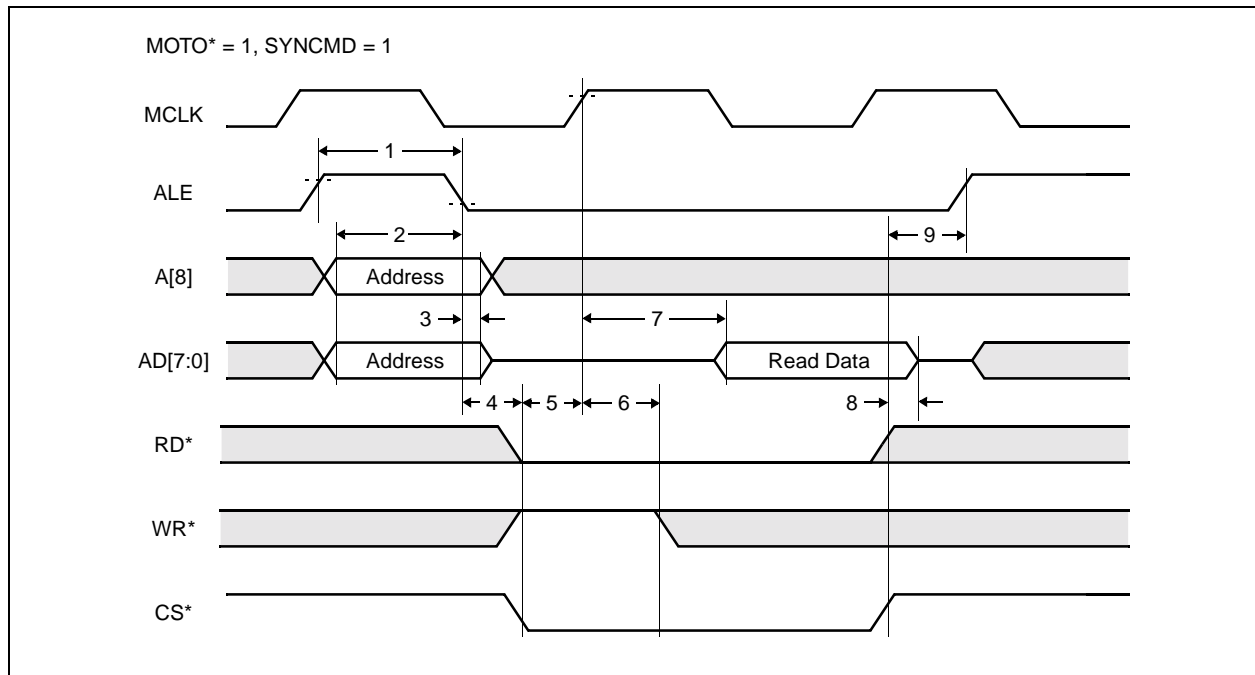 MOTO* = 1, SYNCMD = 1
MCLK
1
ALE
2
9
A[8]
Address
3
7
AD[7:0]
Address
Read Data
4
5
6
8
RD*
WR*
CS*